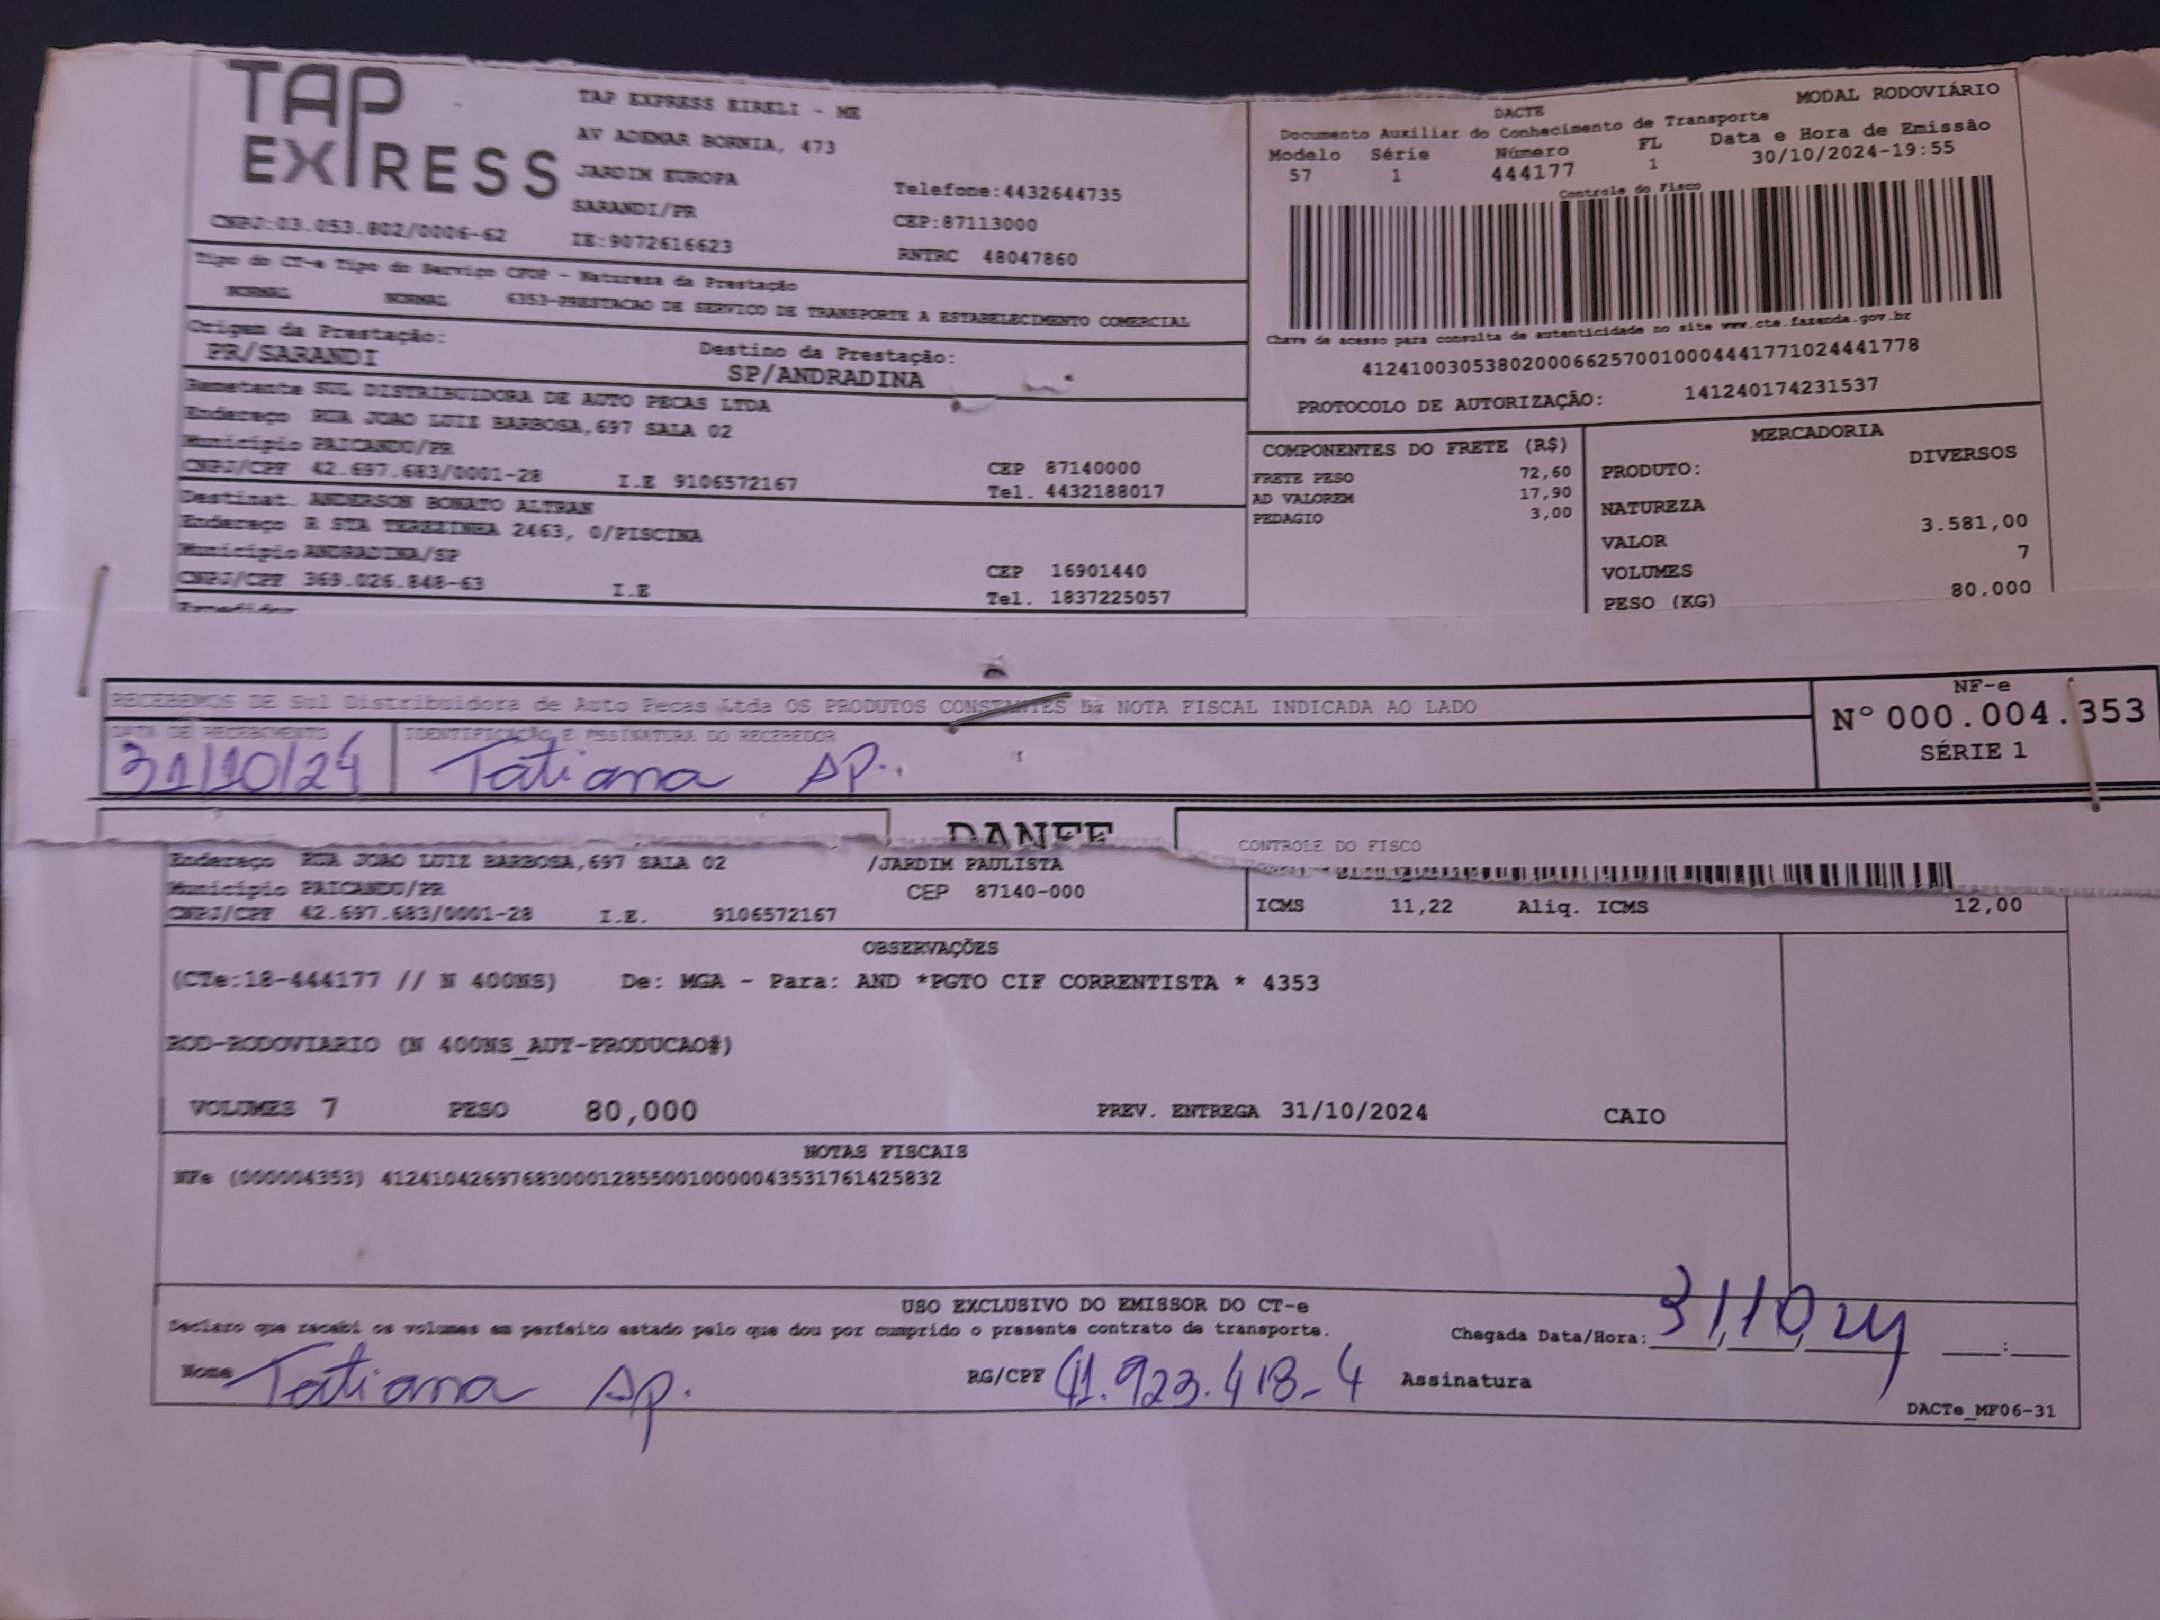 TAP EXPRESS
TAP EXPRESS EIRELI - ME
AV ADEMAR BORNIA, 473
JARDIM EUROPA
Telefone:4432644735
SARANDI/PR
CEP:87113000
CNPJ:03.053.802/0006-62
IE:9072616623
RNTRC 48047860
Tipo do CT-e Tipo do Serviço CFOP - Natureza da Prestação
NORMAL NORMAL 6353-PRESTACAO DE SERVICO DE TRANSPORTE A ESTABELECIMENTO COMERCIAL
Origem da Prestação: Destino da Prestação:
PR/SARANDI SP/ANDRADINA
Remetante SUL DISTRIBUIDORA DE AUTO PECAS LTDA
Endereço RUA JOAO LUIZ BARBOSA,697 SALA 02
Município PAICANDU/PR CEP 87140000
CNPJ/CPF 42.697.683/0001-28 I.E 9106572167 Tel. 4432188017
Destinat. ANDERSON BONATO ALTRAN
Endereço R STA TEREZINHA 2463, 0/PISCINA
Município ANDRADINA/SP CEP 16901440
CNPJ/CPF 369.026.848-63 I.E Tel. 1837225057
DACTE MODAL RODOVIÁRIO
Documento Auxiliar do Conhecimento de Transporte
Modelo Série Número FL Data e Hora de Emissão
57 1 444177 1 30/10/2024-19:55
Controle do Fisco
Chave de acesso para consulta de autenticidade no site www.cte.fazenda.gov.br
41241003053802000662570010004441771024441778
PROTOCOLO DE AUTORIZAÇÃO: 141240174231537
COMPONENTES DO FRETE (R$)
FRETE PESO 72,60
AD VALOREM 17,90
PEDAGIO 3,00
MERCADORIA
PRODUTO: DIVERSOS
NATUREZA
VALOR 3.581,00
VOLUMES 7
PESO (KG) 80,000
RECEBEMOS DE Sul Distribuidora de Auto Pecas Ltda OS PRODUTOS CONSTANTES DA NOTA FISCAL INDICADA AO LADO
NF-e
Nº 000.004.353
SÉRIE 1
DATA DE RECEBIMENTO IDENTIFICAÇÃO E ASSINATURA DO RECEBEDOR
31/10/24 Tatiana Ap.
DANFE
CONTROLE DO FISCO
Endereço RUA JOAO LUIZ BARBOSA,697 SALA 02 /JARDIM PAULISTA
Município PAICANDU/PR CEP 87140-000
CNPJ/CPF 42.697.683/0001-28 I.E. 9106572167
ICMS 11,22 Aliq. ICMS 12,00
OBSERVAÇÕES
(CTe:18-444177 // N 400NS) De: MGA - Para: AND *PGTO CIF CORRENTISTA * 4353
ROD-RODOVIARIO (N 400NS_AUT-PRODUCAO#)
VOLUMES 7 PESO 80,000 PREV. ENTREGA 31/10/2024 CAIO
NOTAS FISCAIS
NFe (000004353) 41241042697683000128550010000043531761425832
USO EXCLUSIVO DO EMISSOR DO CT-e
Declaro que recebi os volumes em perfeito estado pelo que dou por cumprido o presente contrato de transporte.
Chegada Data/Hora: 31/10/24 :
Nome Tatiana Ap. RG/CPF 41.923.418-4 Assinatura
DACTe_MF06-31